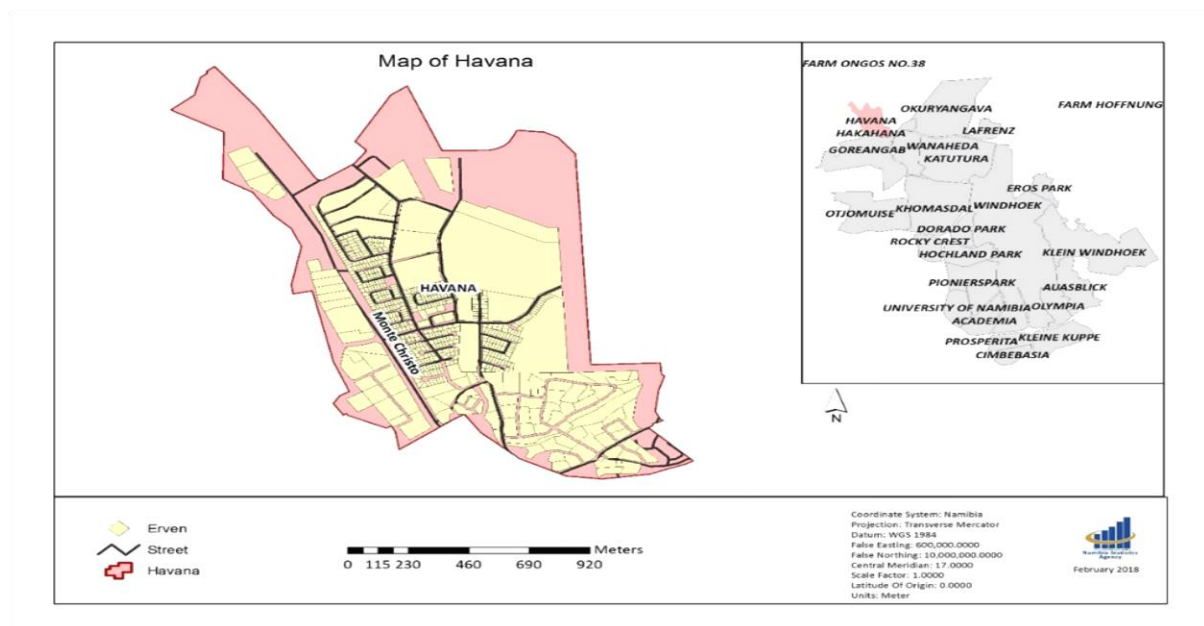 Map of Havana
HAVANA
Monte Christo
FARM ONGOS NO.38
OKURYANGAVA
FARM HOFFNUNG
HAVANA
HAKAHANA
LAFRENZ
GOREANGAB
WANAHEDA
KATUTURA
EROS PARK
OTJOMUISE
KHOMASDAL
WINDHOEK
DORADO PARK
ROCKY CREST
HOCHLAND PARK
KLEIN WINDHOEK
PIONIERSPARK
AUASBLICK
UNIVERSITY OF NAMIBIA
OLYMPIA
ACADEMIA
PROSPERITA
KLEINE KUPPE
CIMBEBASIA
N
Erven
Street
Havana
Meters
0 115 230 460 690 920
Coordinate System: Namibia
Projection: Transverse Mercator
Datum: WGS 1984
False Easting: 600,000.0000
False Northing: 10,000,000.0000
Central Meridian: 17.0000
Scale Factor: 1.0000
Latitude Of Origin: 0.0000
Units: Meter
Namibia Statistics
Agency
February 2018